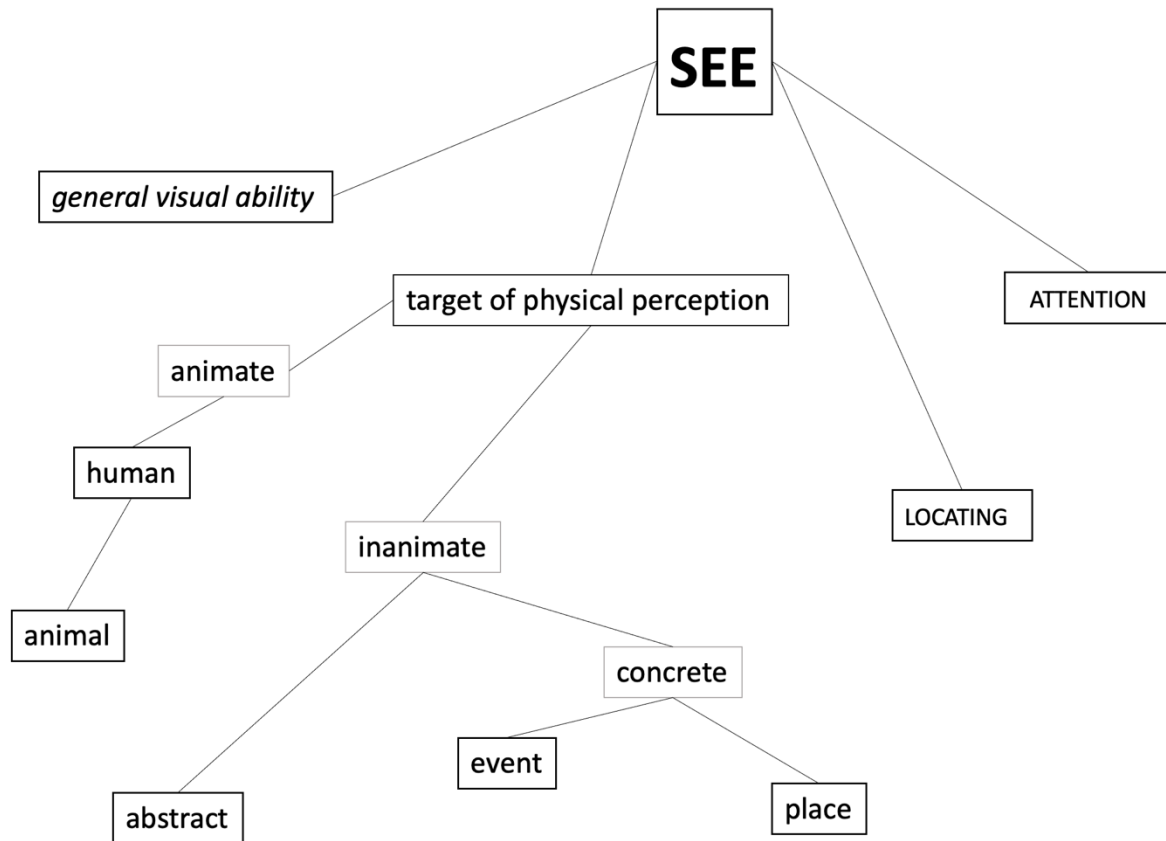 SEE
general visual ability
target of physical perception
ATTENTION
animate
human
LOCATING
inanimate
animal
concrete
event
place
abstract